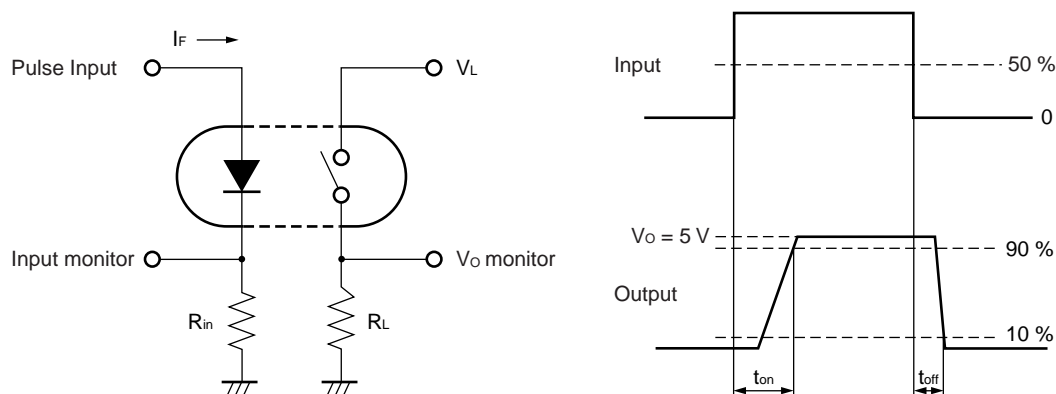 IF
Pulse Input
VL
Input monitor
VO monitor
Rin
RL
Input
50 %
0
VO = 5 V
90 %
Output
10 %
ton
toff